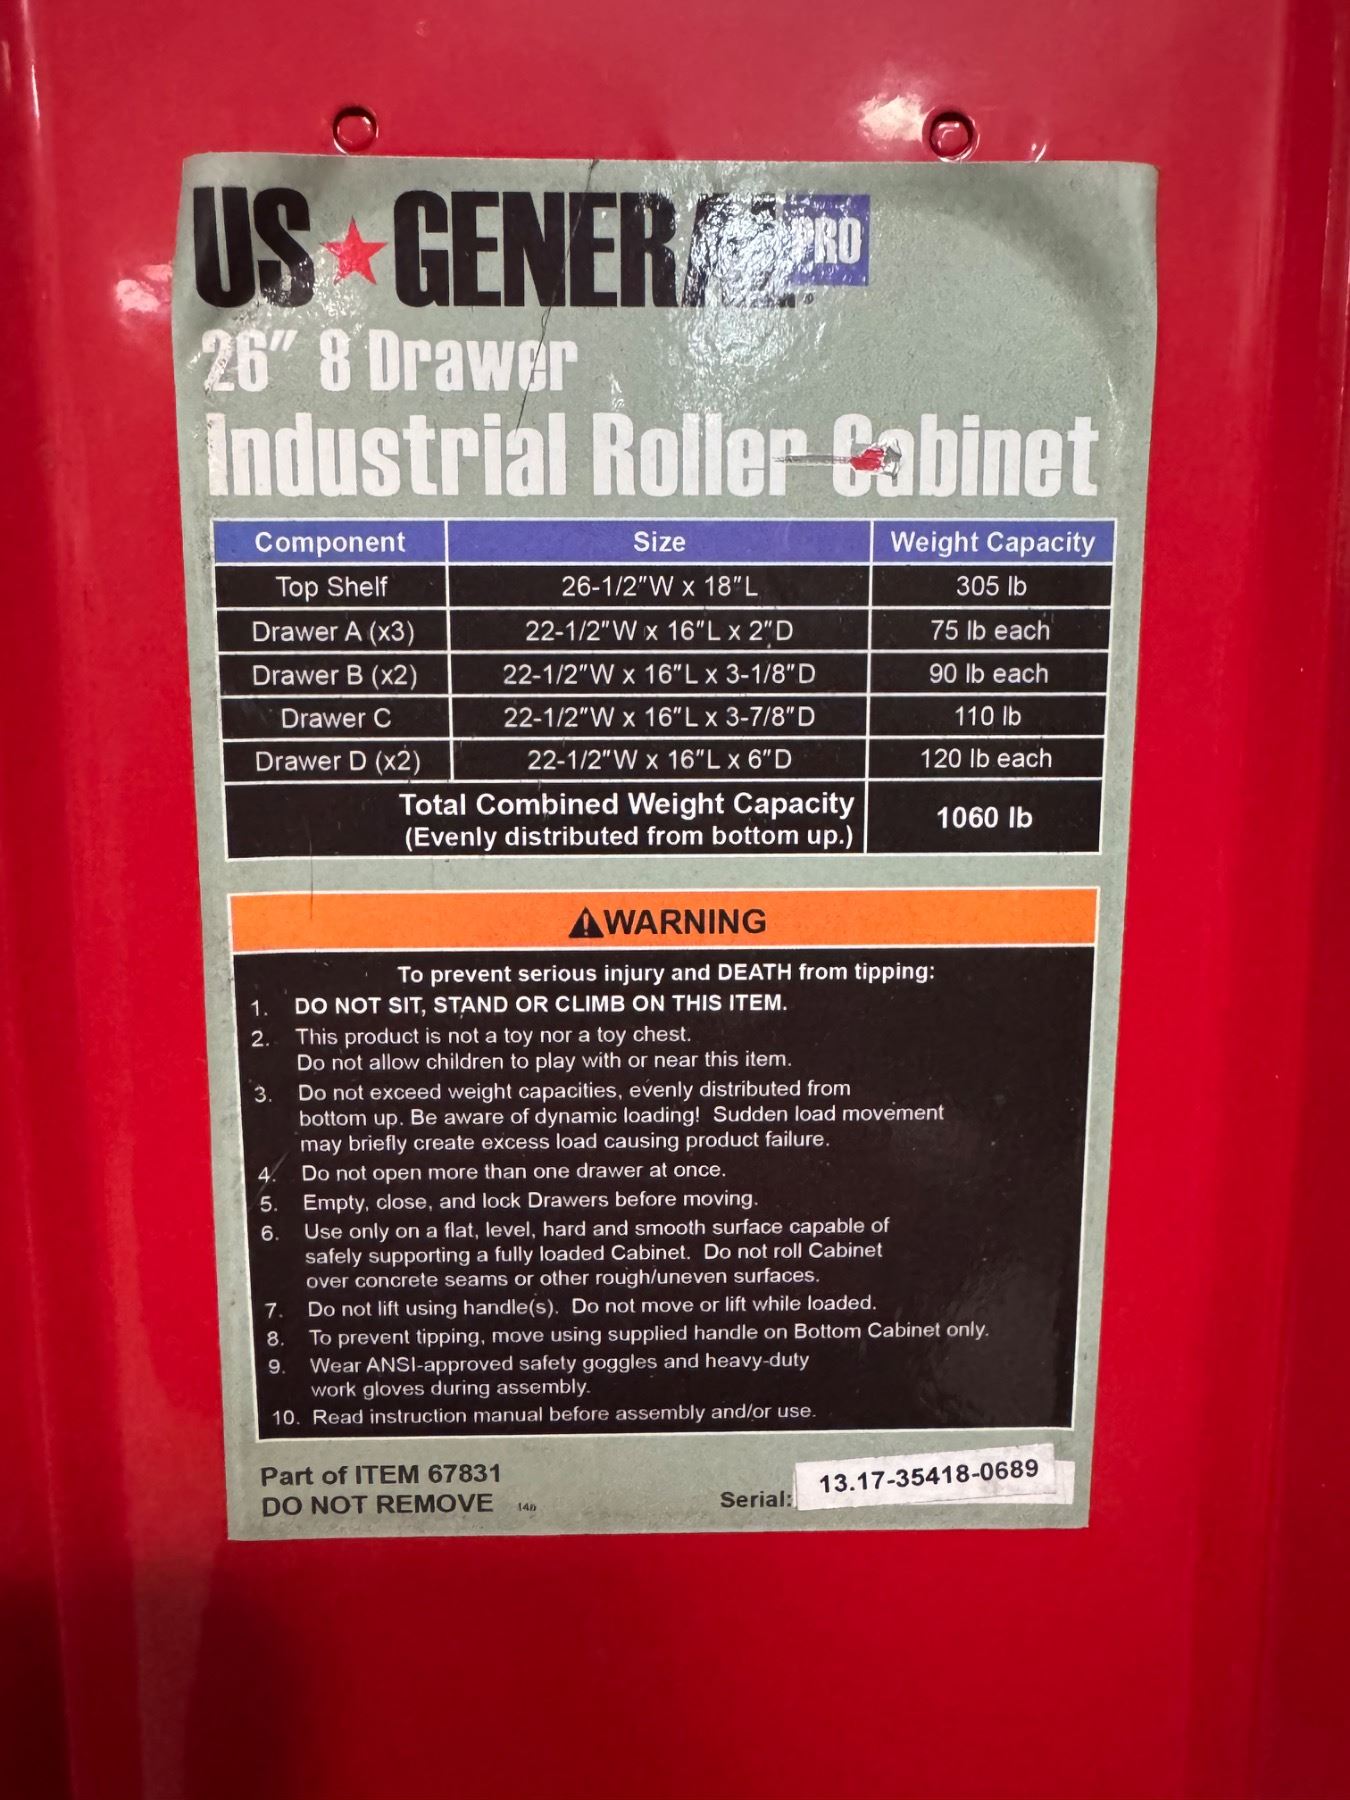 US★GENERAL PRO
26" 8 Drawer
Industrial Roller Cabinet
Component Size Weight Capacity
Top Shelf 26-1/2"W x 18"L 305 lb
Drawer A (x3) 22-1/2"W x 16"L x 2"D 75 lb each
Drawer B (x2) 22-1/2"W x 16"L x 3-1/8"D 90 lb each
Drawer C 22-1/2"W x 16"L x 3-7/8"D 110 lb
Drawer D (x2) 22-1/2"W x 16"L x 6"D 120 lb each
Total Combined Weight Capacity
(Evenly distributed from bottom up.) 1060 lb
⚠WARNING
To prevent serious injury and DEATH from tipping:
1. DO NOT SIT, STAND OR CLIMB ON THIS ITEM.
2. This product is not a toy nor a toy chest.
Do not allow children to play with or near this item.
3. Do not exceed weight capacities, evenly distributed from
bottom up. Be aware of dynamic loading! Sudden load movement
may briefly create excess load causing product failure.
4. Do not open more than one drawer at once.
5. Empty, close, and lock Drawers before moving.
6. Use only on a flat, level, hard and smooth surface capable of
safely supporting a fully loaded Cabinet. Do not roll Cabinet
over concrete seams or other rough/uneven surfaces.
7. Do not lift using handle(s). Do not move or lift while loaded.
8. To prevent tipping, move using supplied handle on Bottom Cabinet only.
9. Wear ANSI-approved safety goggles and heavy-duty
work gloves during assembly.
10. Read instruction manual before assembly and/or use.
Part of ITEM 67831
DO NOT REMOVE
Serial: 13.17-35418-0689